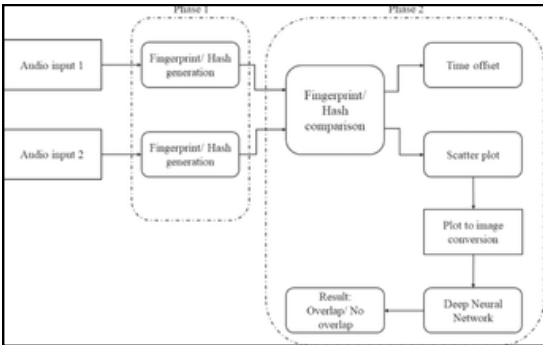 Phase 1
Phase 2
Audio input 1
Fingerprint/ Hash
generation
Fingerprint/
Hash
comparison
Time offset
Audio input 2
Fingerprint/ Hash
generation
Scatter plot
Plot to image
conversion
Result:
Overlap/ No
overlap
Deep Neural
Network